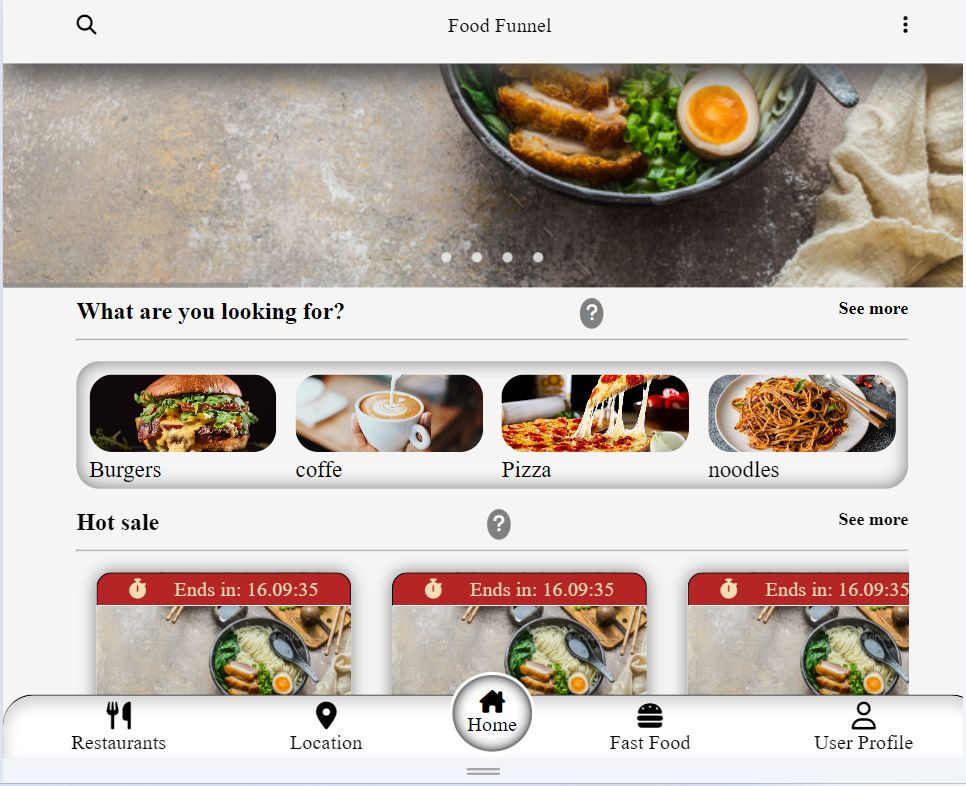 Food Funnel
What are you looking for?
?
See more
Burgers
coffe
Pizza
noodles
Hot sale
?
See more
Ends in: 16.09:35
Ends in: 16.09:35
Ends in: 16.09:35
Restaurants
Location
Home
Fast Food
User Profile